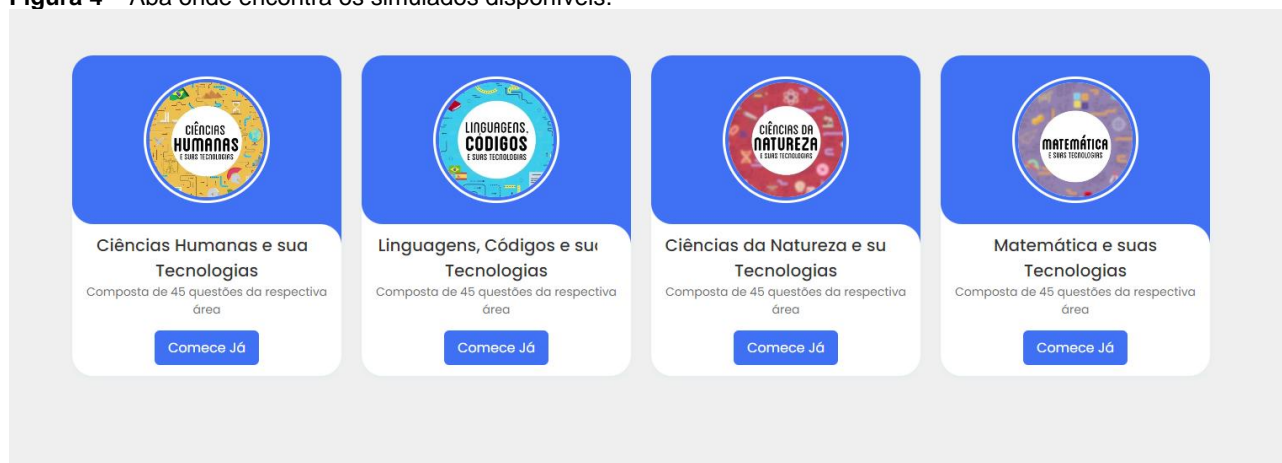 Figura 4 – Aba onde encontra os simulados disponíveis.
CIÊNCIAS
HUMANAS
E SUAS TECNOLOGIAS
LINGUAGENS,
CÓDIGOS
E SUAS TECNOLOGIAS
CIÊNCIAS DA
NATUREZA
E SUAS TECNOLOGIAS
MATEMÁTICA
E SUAS TECNOLOGIAS
Ciências Humanas e sua
Tecnologias
Composta de 45 questões da respectiva
área
Comece Já
Linguagens, Códigos e su
Tecnologias
Composta de 45 questões da respectiva
área
Comece Já
Ciências da Natureza e su
Tecnologias
Composta de 45 questões da respectiva
área
Comece Já
Matemática e suas
Tecnologias
Composta de 45 questões da respectiva
área
Comece Já